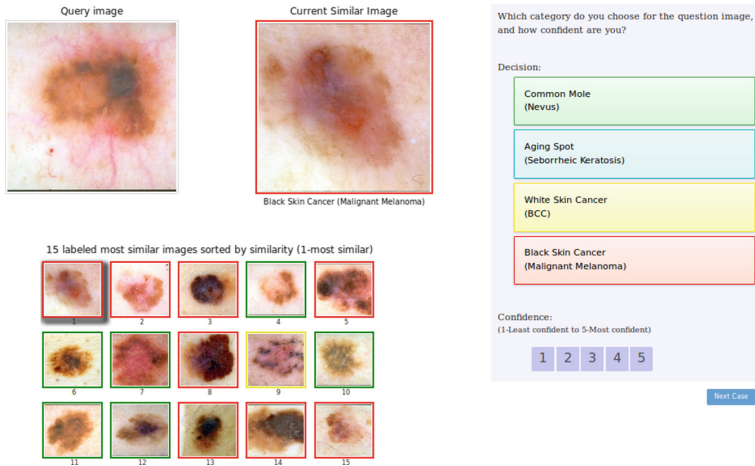 Query image
Current Similar Image
Black Skin Cancer (Malignant Melanoma)
15 labeled most similar images sorted by similarity (1-most similar)
1
2
3
4
5
6
7
8
9
10
11
12
13
14
15
Which category do you choose for the question image,
and how confident are you?
Decision:
Common Mole
(Nevus)
Aging Spot
(Seborrheic Keratosis)
White Skin Cancer
(BCC)
Black Skin Cancer
(Malignant Melanoma)
Confidence:
(1-Least confident to 5-Most confident)
1 2 3 4 5
Next Case